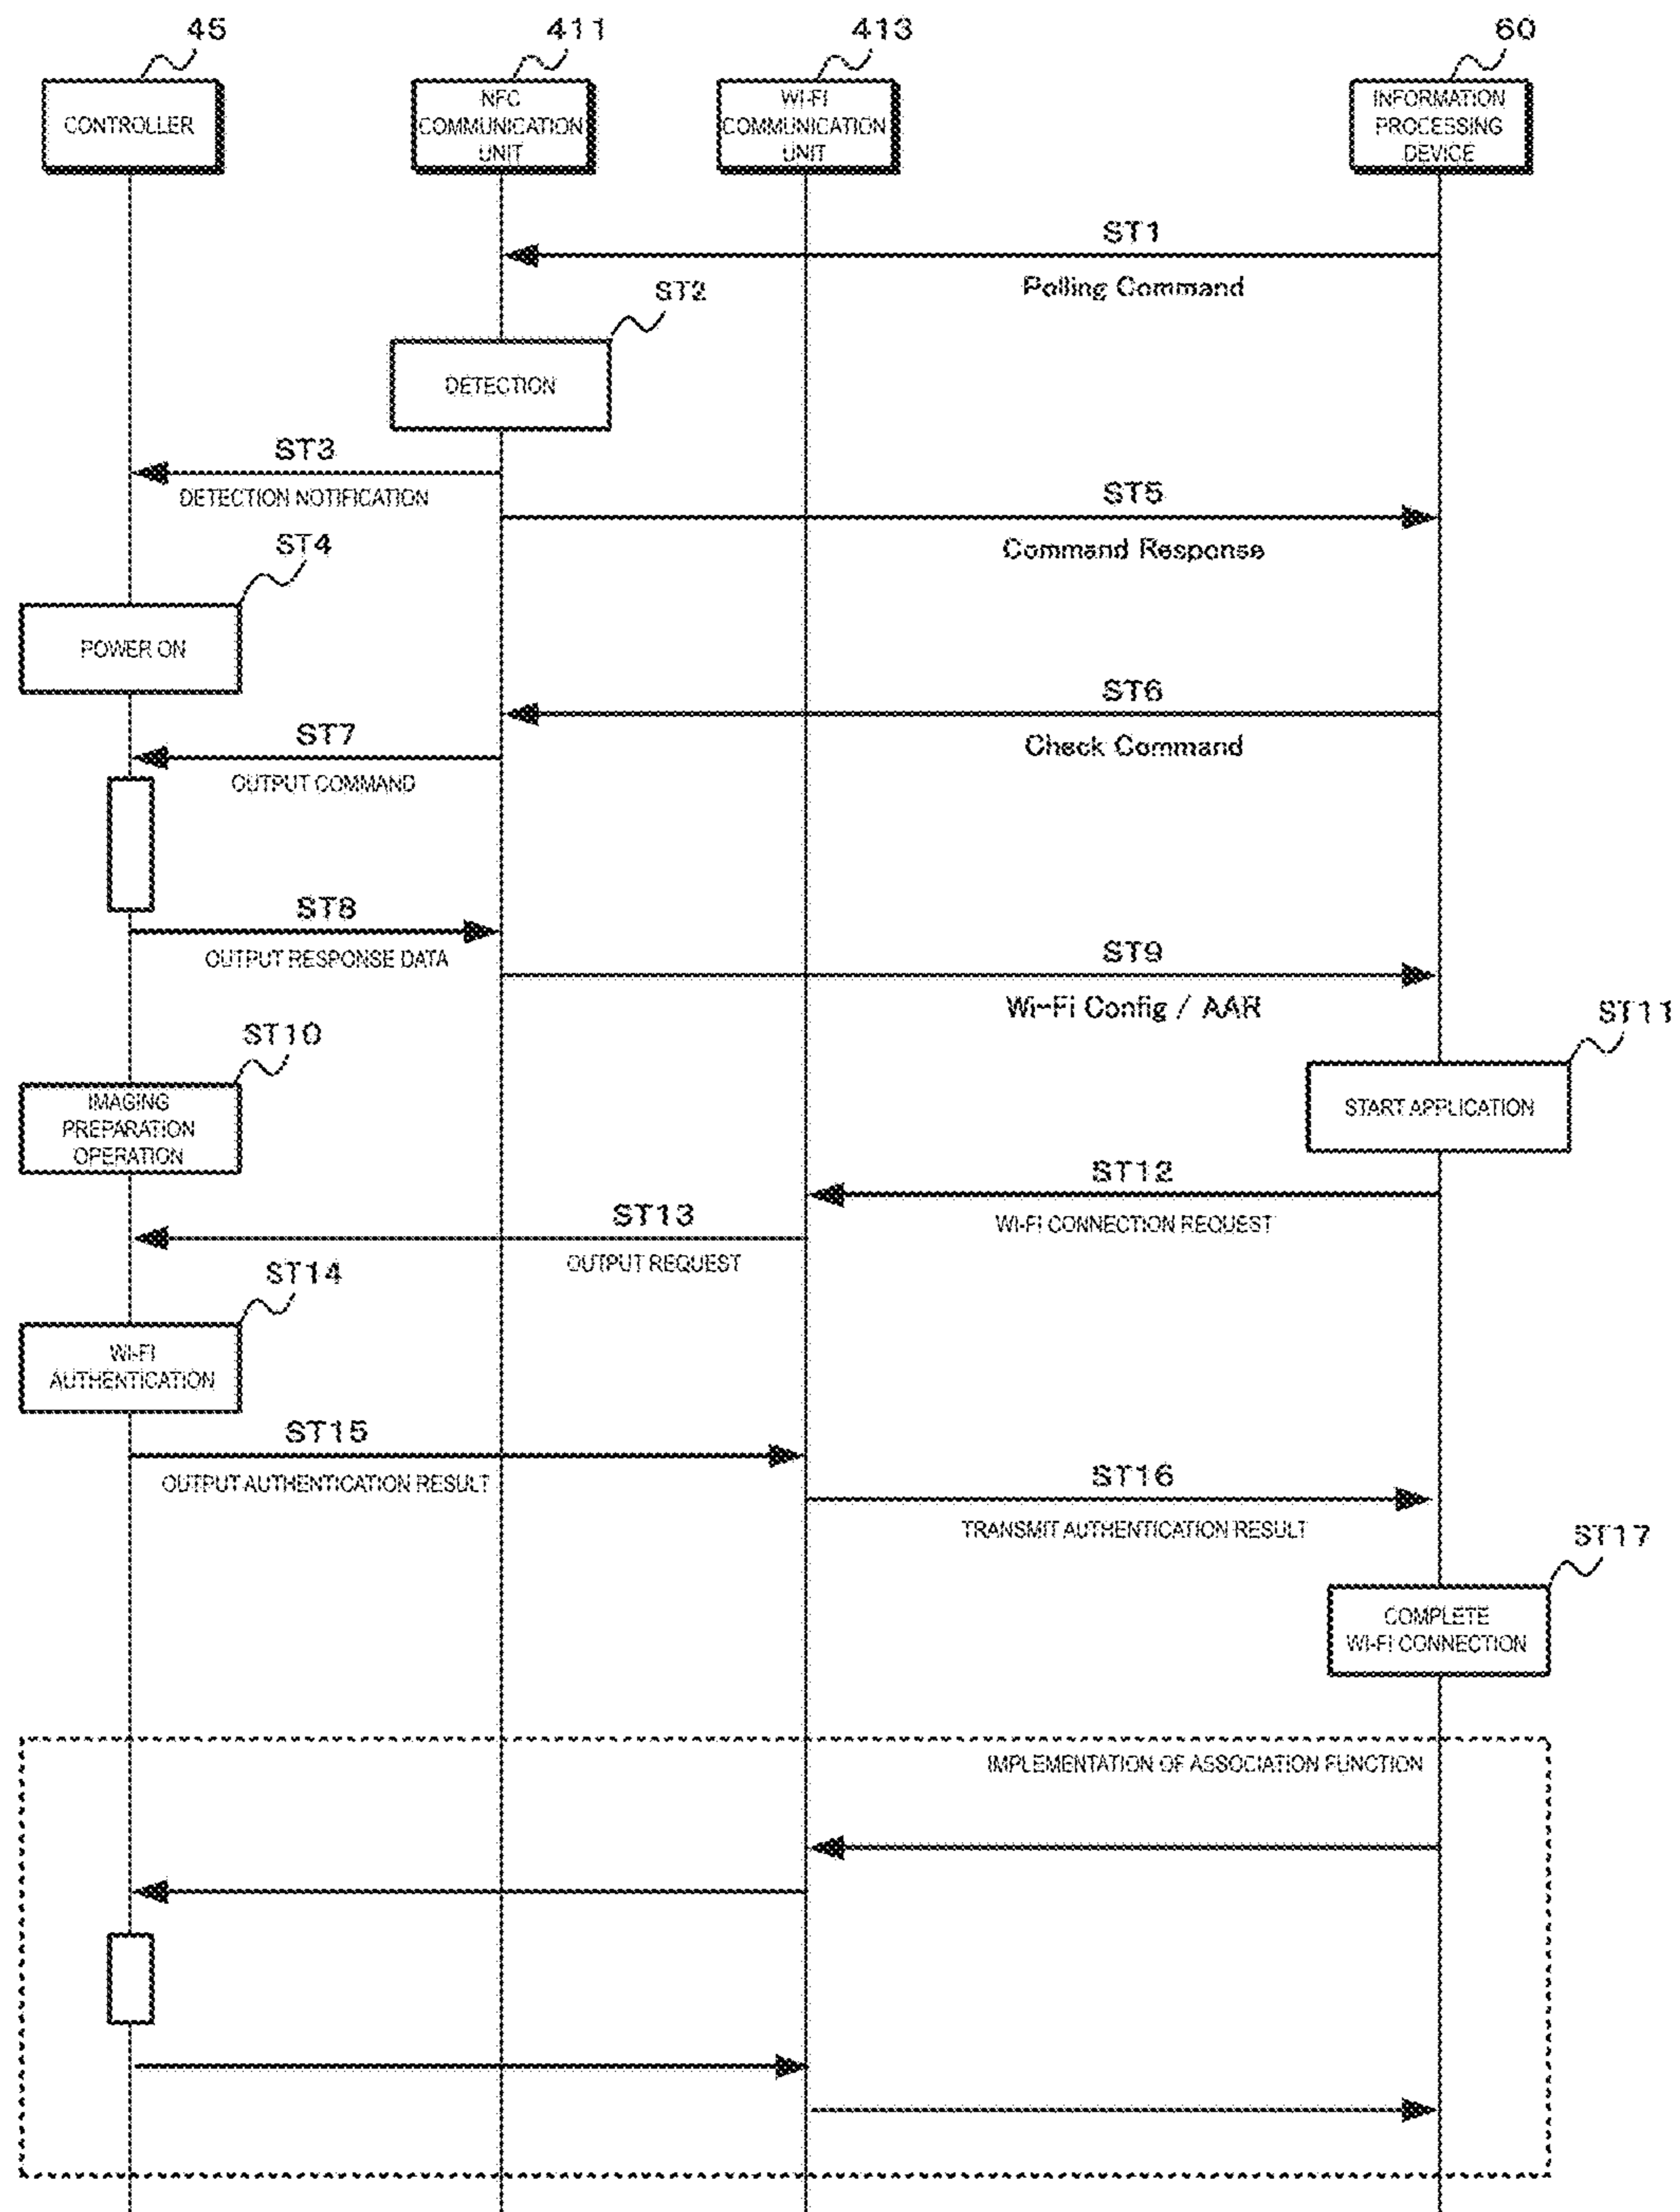 45
411
413
60
CONTROLLER
NFC
COMMUNICATION
UNIT
WI-FI
COMMUNICATION
UNIT
INFORMATION
PROCESSING
DEVICE
ST1
Polling Command
ST2
DETECTION
ST3
DETECTION NOTIFICATION
ST5
Command Response
ST4
POWER ON
ST6
Check Command
ST7
OUTPUT COMMAND
ST8
OUTPUT RESPONSE DATA
ST9
Wi-Fi Config / AAR
ST10
IMAGING
PREPARATION
OPERATION
ST11
START APPLICATION
ST12
WI-FI CONNECTION REQUEST
ST13
OUTPUT REQUEST
ST14
WI-FI
AUTHENTICATION
ST15
OUTPUT AUTHENTICATION RESULT
ST16
TRANSMIT AUTHENTICATION RESULT
ST17
COMPLETE
WI-FI CONNECTION
IMPLEMENTATION OF ASSOCIATION FUNCTION